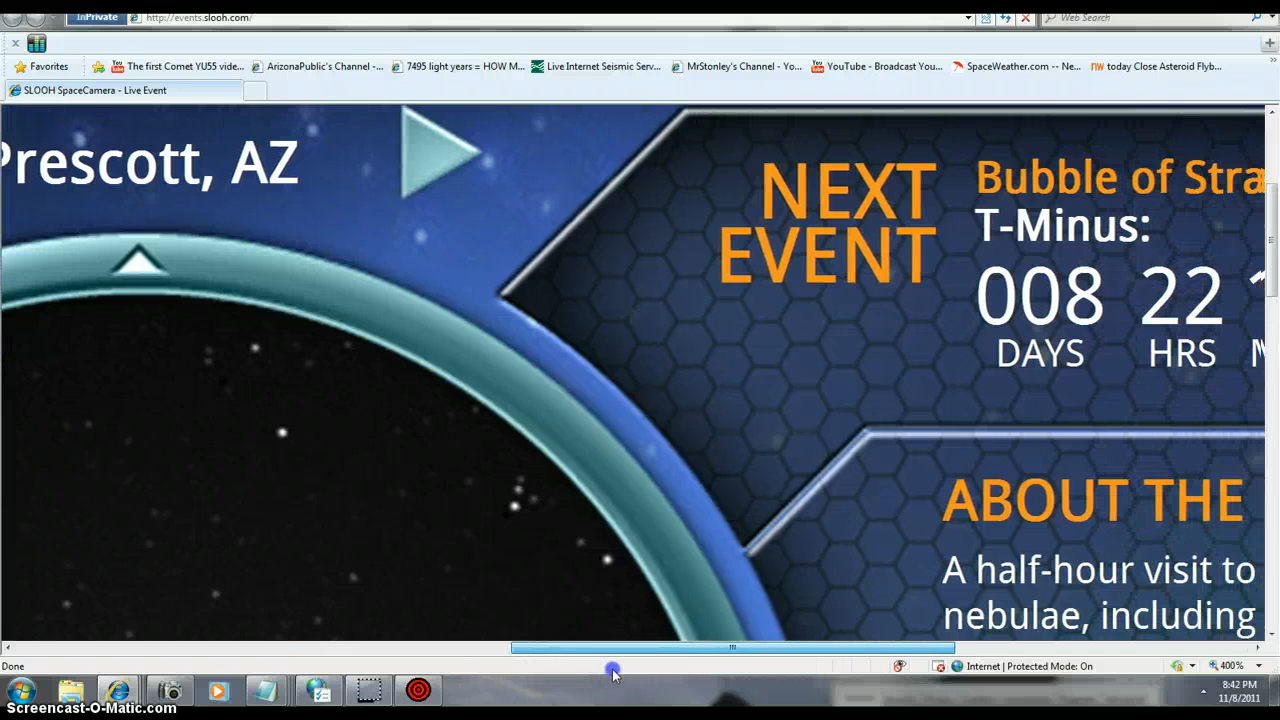 InPrivate
http://events.slooh.com/
Web Search
Favorites
The first Comet YU55 vide...
ArizonaPublic's Channel - ...
7495 light years = HOW M...
Live Internet Seismic Serv...
MrStonley's Channel - Yo...
YouTube - Broadcast You...
SpaceWeather.com -- Ne...
today Close Asteroid Flyb...
SLOOH SpaceCamera - Live Event
Prescott, AZ
NEXT
EVENT
Bubble of Stra
T-Minus:
008 22
DAYS HRS
ABOUT THE
A half-hour visit to
nebulae, including
Done
Internet | Protected Mode: On
400%
8:42 PM
11/8/2011
Screencast-O-Matic.com